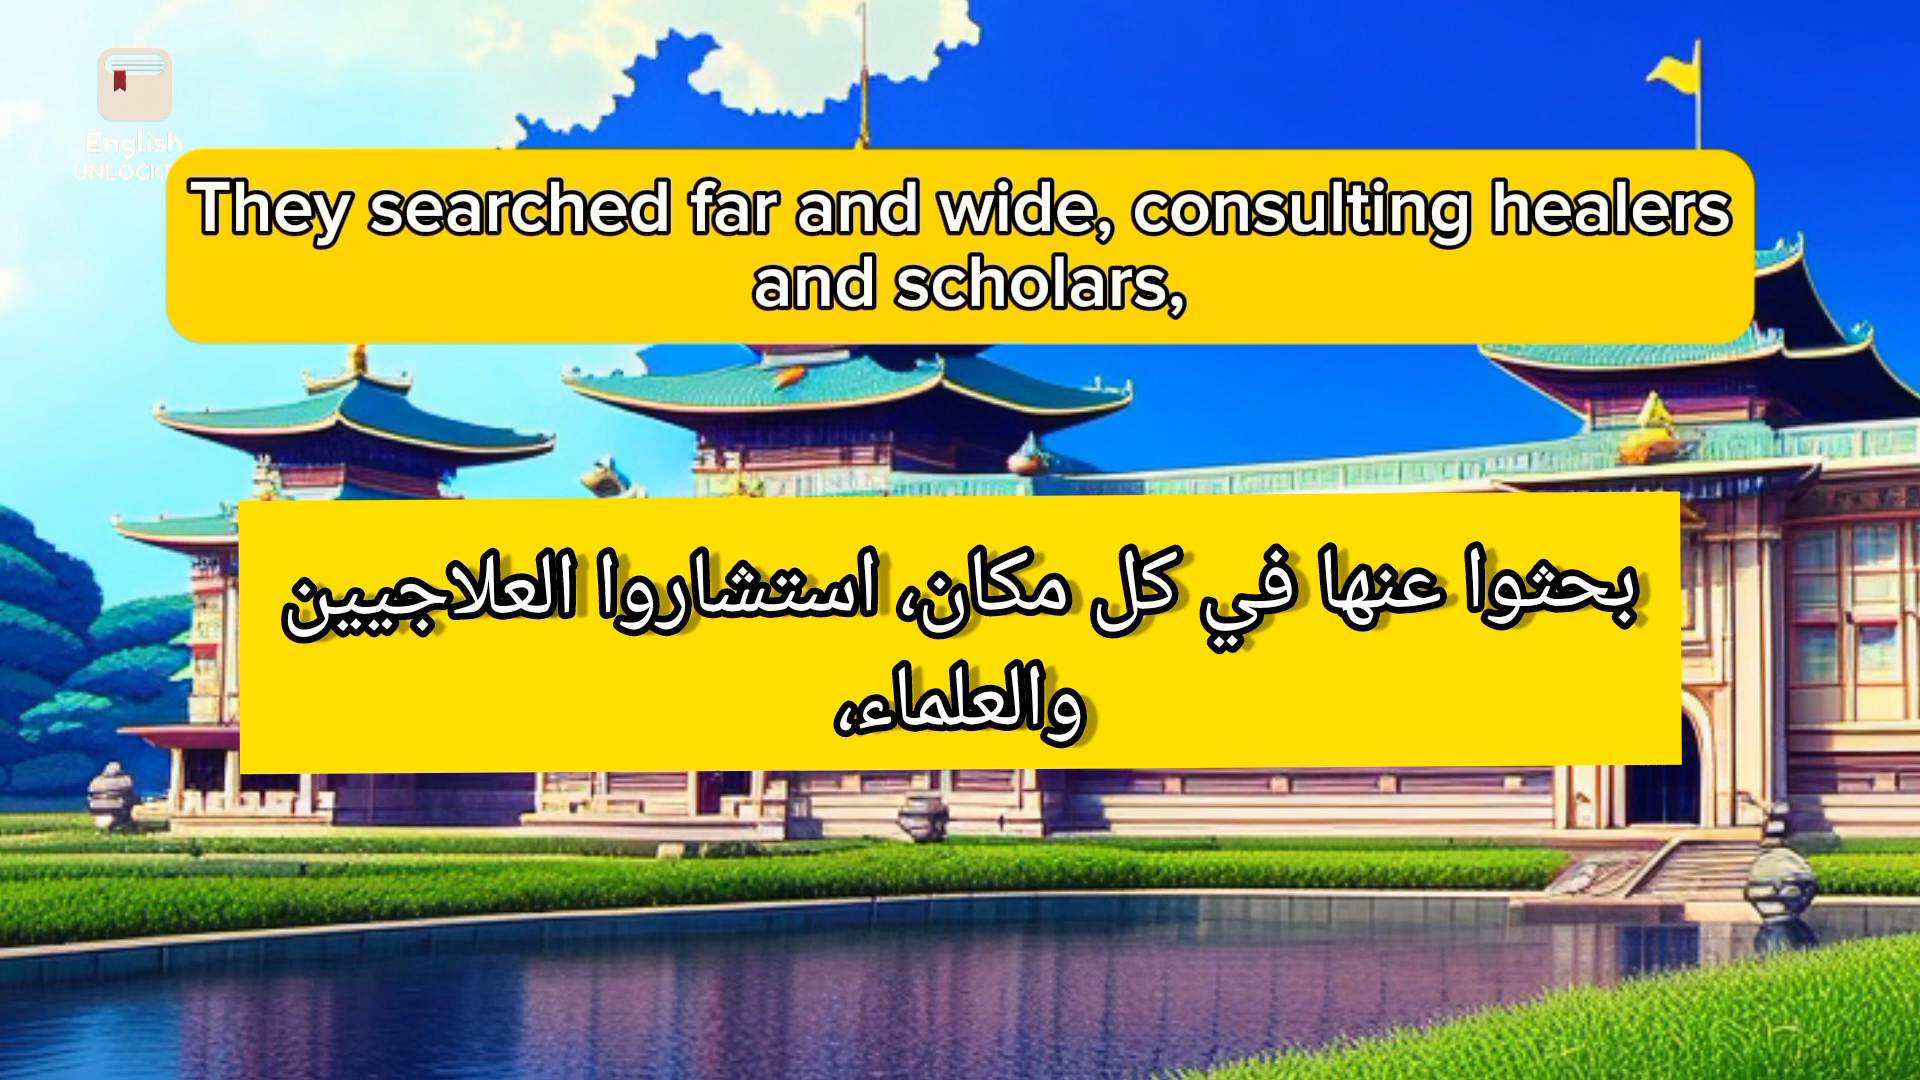 English
They searched far and wide, consulting healers
and scholars,
بحثوا عنها في كل مكان، استشاروا العلاجيين
والعلماء،